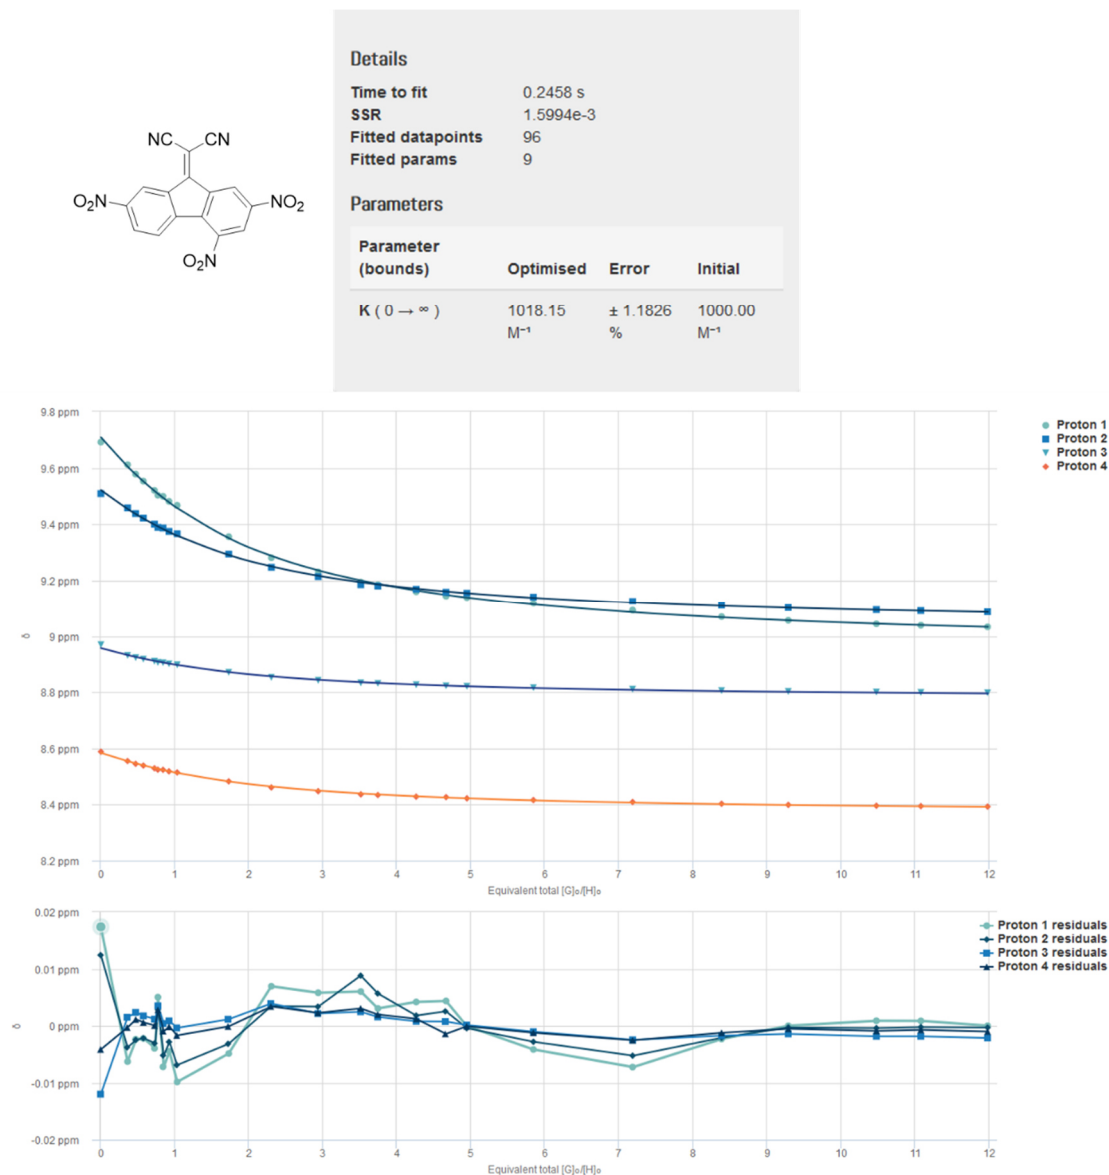 Details
Time to fit 0.2458 s
SSR 1.5994e-3
Fitted datapoints 96
Fitted params 9
Parameters
Parameter (bounds) Optimised Error Initial
K ( 0 → ∞ ) 1018.15 M⁻¹ ± 1.1826 % 1000.00 M⁻¹
NC CN
O₂N NO₂
O₂N
9.8 ppm
9.6 ppm
9.4 ppm
9.2 ppm
9 ppm
8.8 ppm
8.6 ppm
8.4 ppm
8.2 ppm
δ
0 1 2 3 4 5 6 7 8 9 10 11 12
Equivalent total [G]₀/[H]₀
Proton 1
Proton 2
Proton 3
Proton 4
0.02 ppm
0.01 ppm
0 ppm
-0.01 ppm
-0.02 ppm
δ
0 1 2 3 4 5 6 7 8 9 10 11 12
Equivalent total [G]₀/[H]₀
Proton 1 residuals
Proton 2 residuals
Proton 3 residuals
Proton 4 residuals